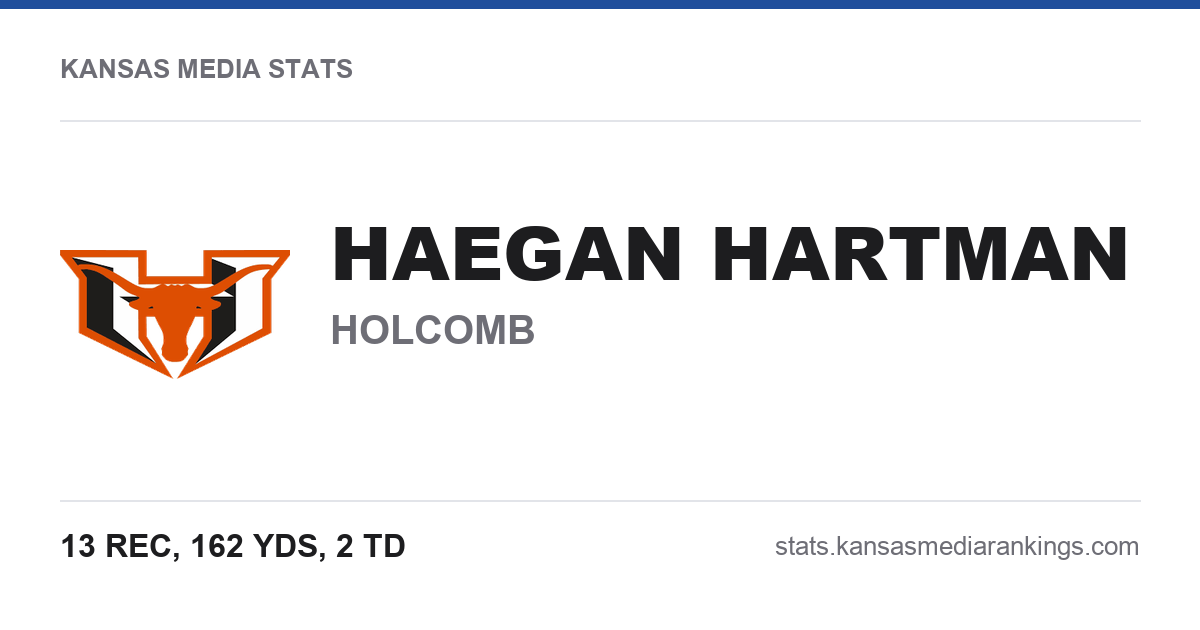 KANSAS MEDIA STATS
HAEGAN HARTMAN
HOLCOMB
13 REC, 162 YDS, 2 TD
stats.kansasmediarankings.com